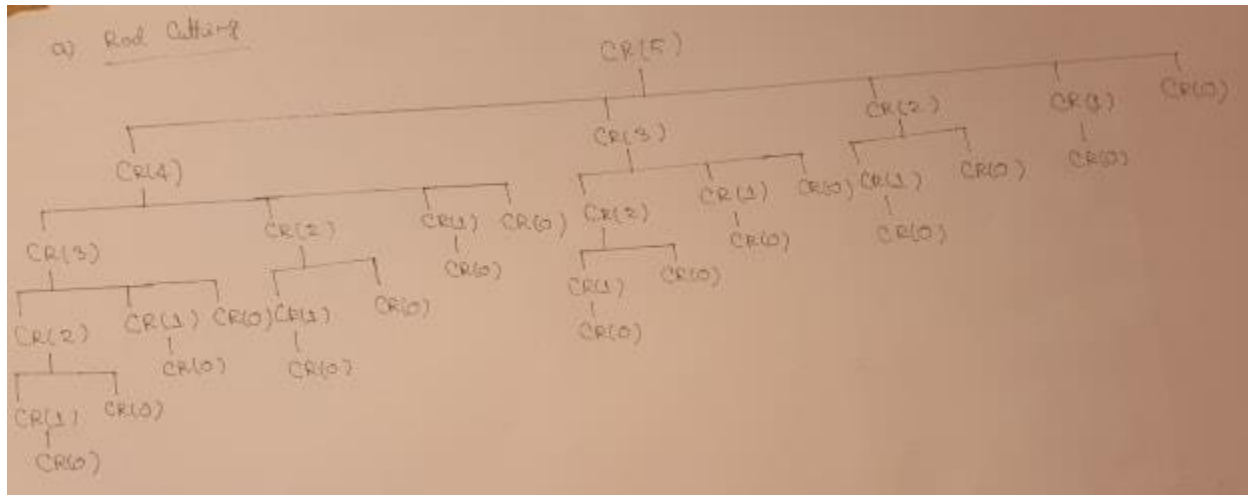 a) Rod Cutting
CR(5)
CR(4) CR(3) CR(2) CR(1) CR(0)
CR(3) CR(2) CR(1) CR(0) CR(2) CR(1) CR(0) CR(1) CR(0) CR(0)
CR(2) CR(1) CR(0) CR(1) CR(0) CR(0) CR(1) CR(0) CR(0) CR(0)
CR(1) CR(0) CR(0) CR(0) CR(0)
CR(0)